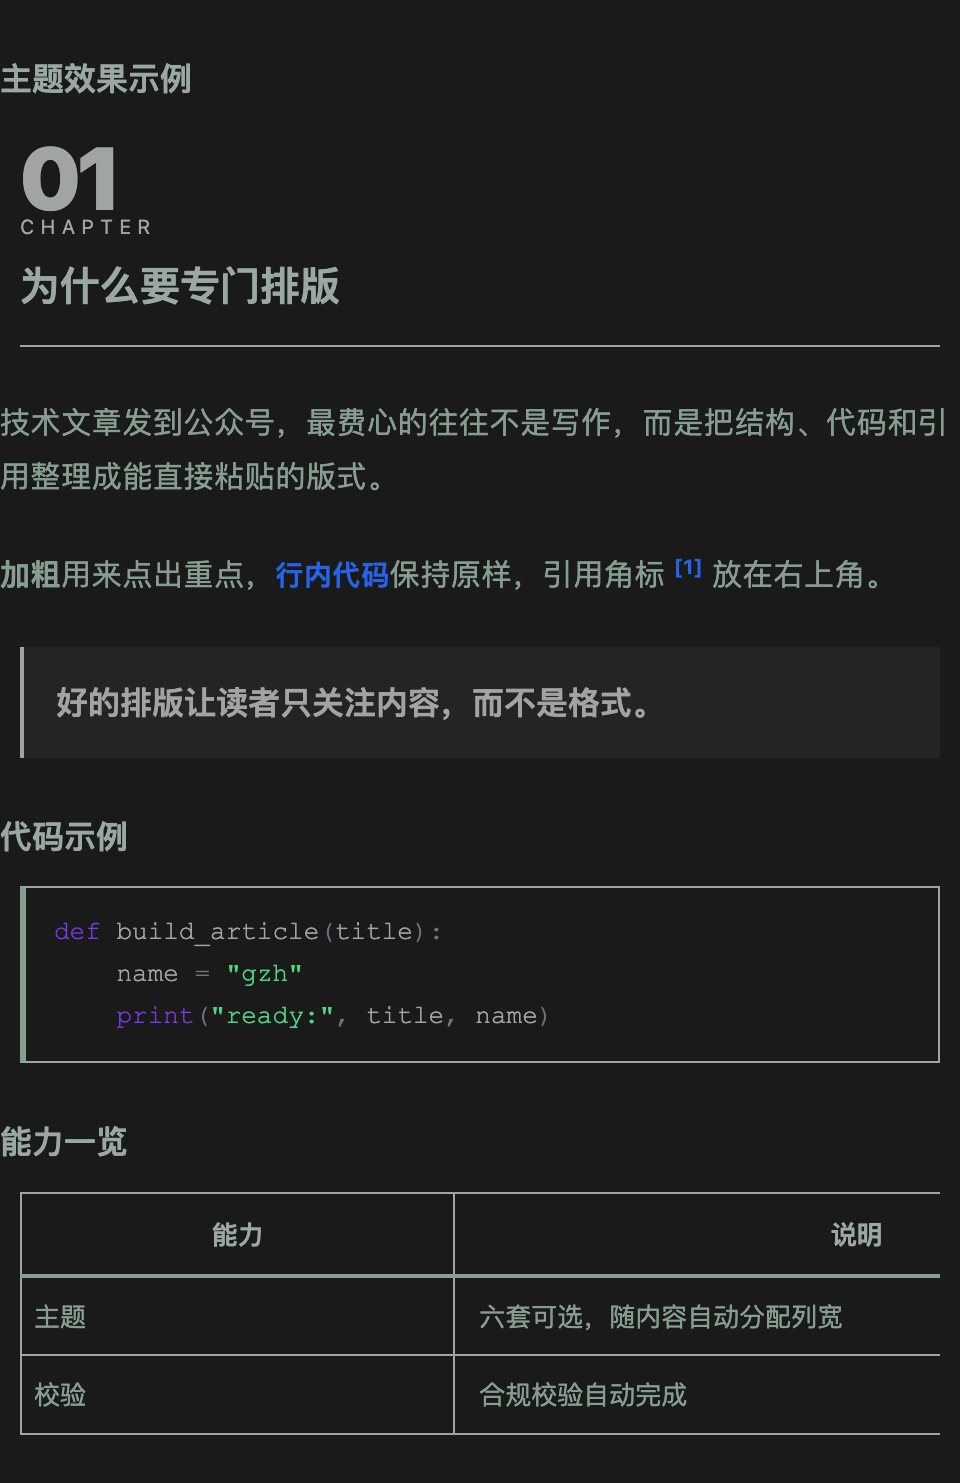 主题效果示例
01
CHAPTER
为什么要专门排版
技术文章发到公众号，最费心的往往不是写作，而是把结构、代码和引
用整理成能直接粘贴的版式。
加粗用来点出重点，行内代码保持原样，引用角标 [1] 放在右上角。
好的排版让读者只关注内容，而不是格式。
代码示例
def build_article(title):
    name = "gzh"
    print("ready:", title, name)
能力一览
能力 说明
主题 六套可选，随内容自动分配列宽
校验 合规校验自动完成